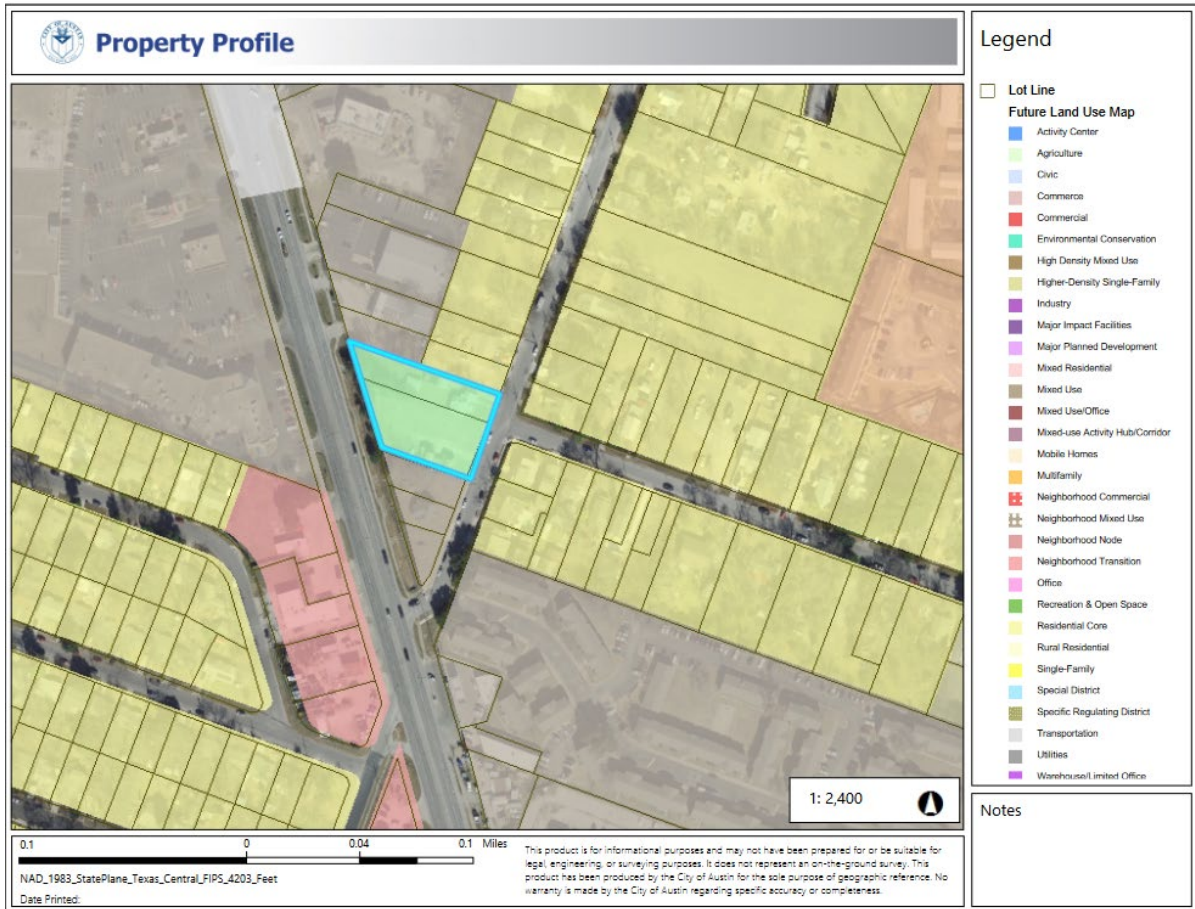 CITY OF AUSTIN
Property Profile
Legend
Lot Line
Future Land Use Map
Activity Center
Agriculture
Civic
Commerce
Commercial
Environmental Conservation
High Density Mixed Use
Higher-Density Single-Family
Industry
Major Impact Facilities
Major Planned Development
Mixed Residential
Mixed Use
Mixed Use/Office
Mixed-use Activity Hub/Corridor
Mobile Homes
Multifamily
Neighborhood Commercial
Neighborhood Mixed Use
Neighborhood Node
Neighborhood Transition
Office
Recreation & Open Space
Residential Core
Rural Residential
Single-Family
Special District
Specific Regulating District
Transportation
Utilities
Warehouse/Limited Office
1: 2,400
Notes
0.1 0 0.04 0.1 Miles
NAD_1983_StatePlane_Texas_Central_FIPS_4203_Feet
Date Printed:
This product is for informational purposes and may not have been prepared for or be suitable for
legal, engineering, or surveying purposes. It does not represent an on-the-ground survey. This
product has been produced by the City of Austin for the sole purpose of geographic reference. No
warranty is made by the City of Austin regarding specific accuracy or completeness.